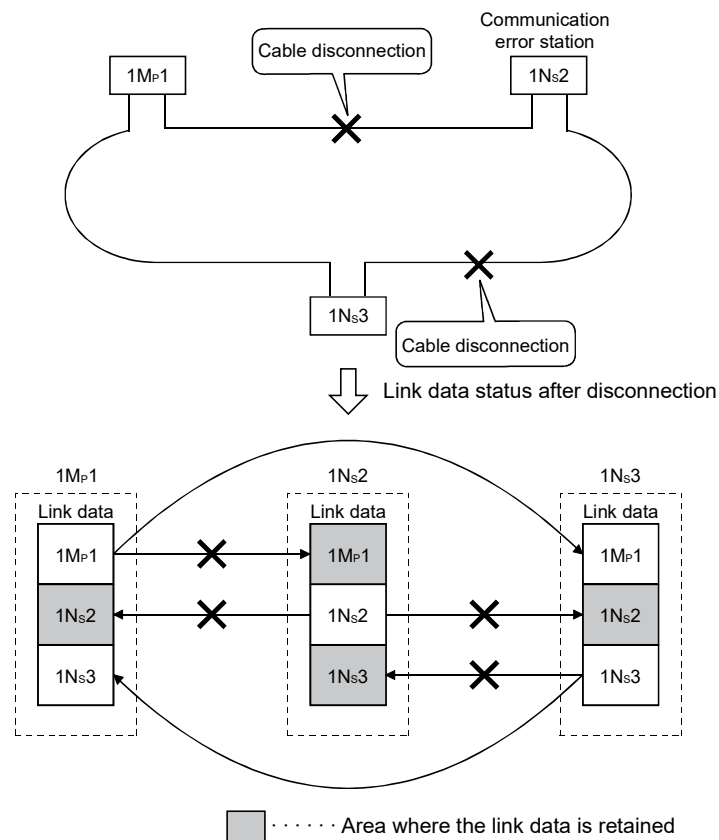 Communication
error station
Cable disconnection
1MP1
1NS2
1NS3
Cable disconnection
Link data status after disconnection
1MP1
1NS2
1NS3
Link data
Link data
Link data
1MP1
1MP1
1MP1
1NS2
1NS2
1NS2
1NS3
1NS3
1NS3
· · · · · · Area where the link data is retained